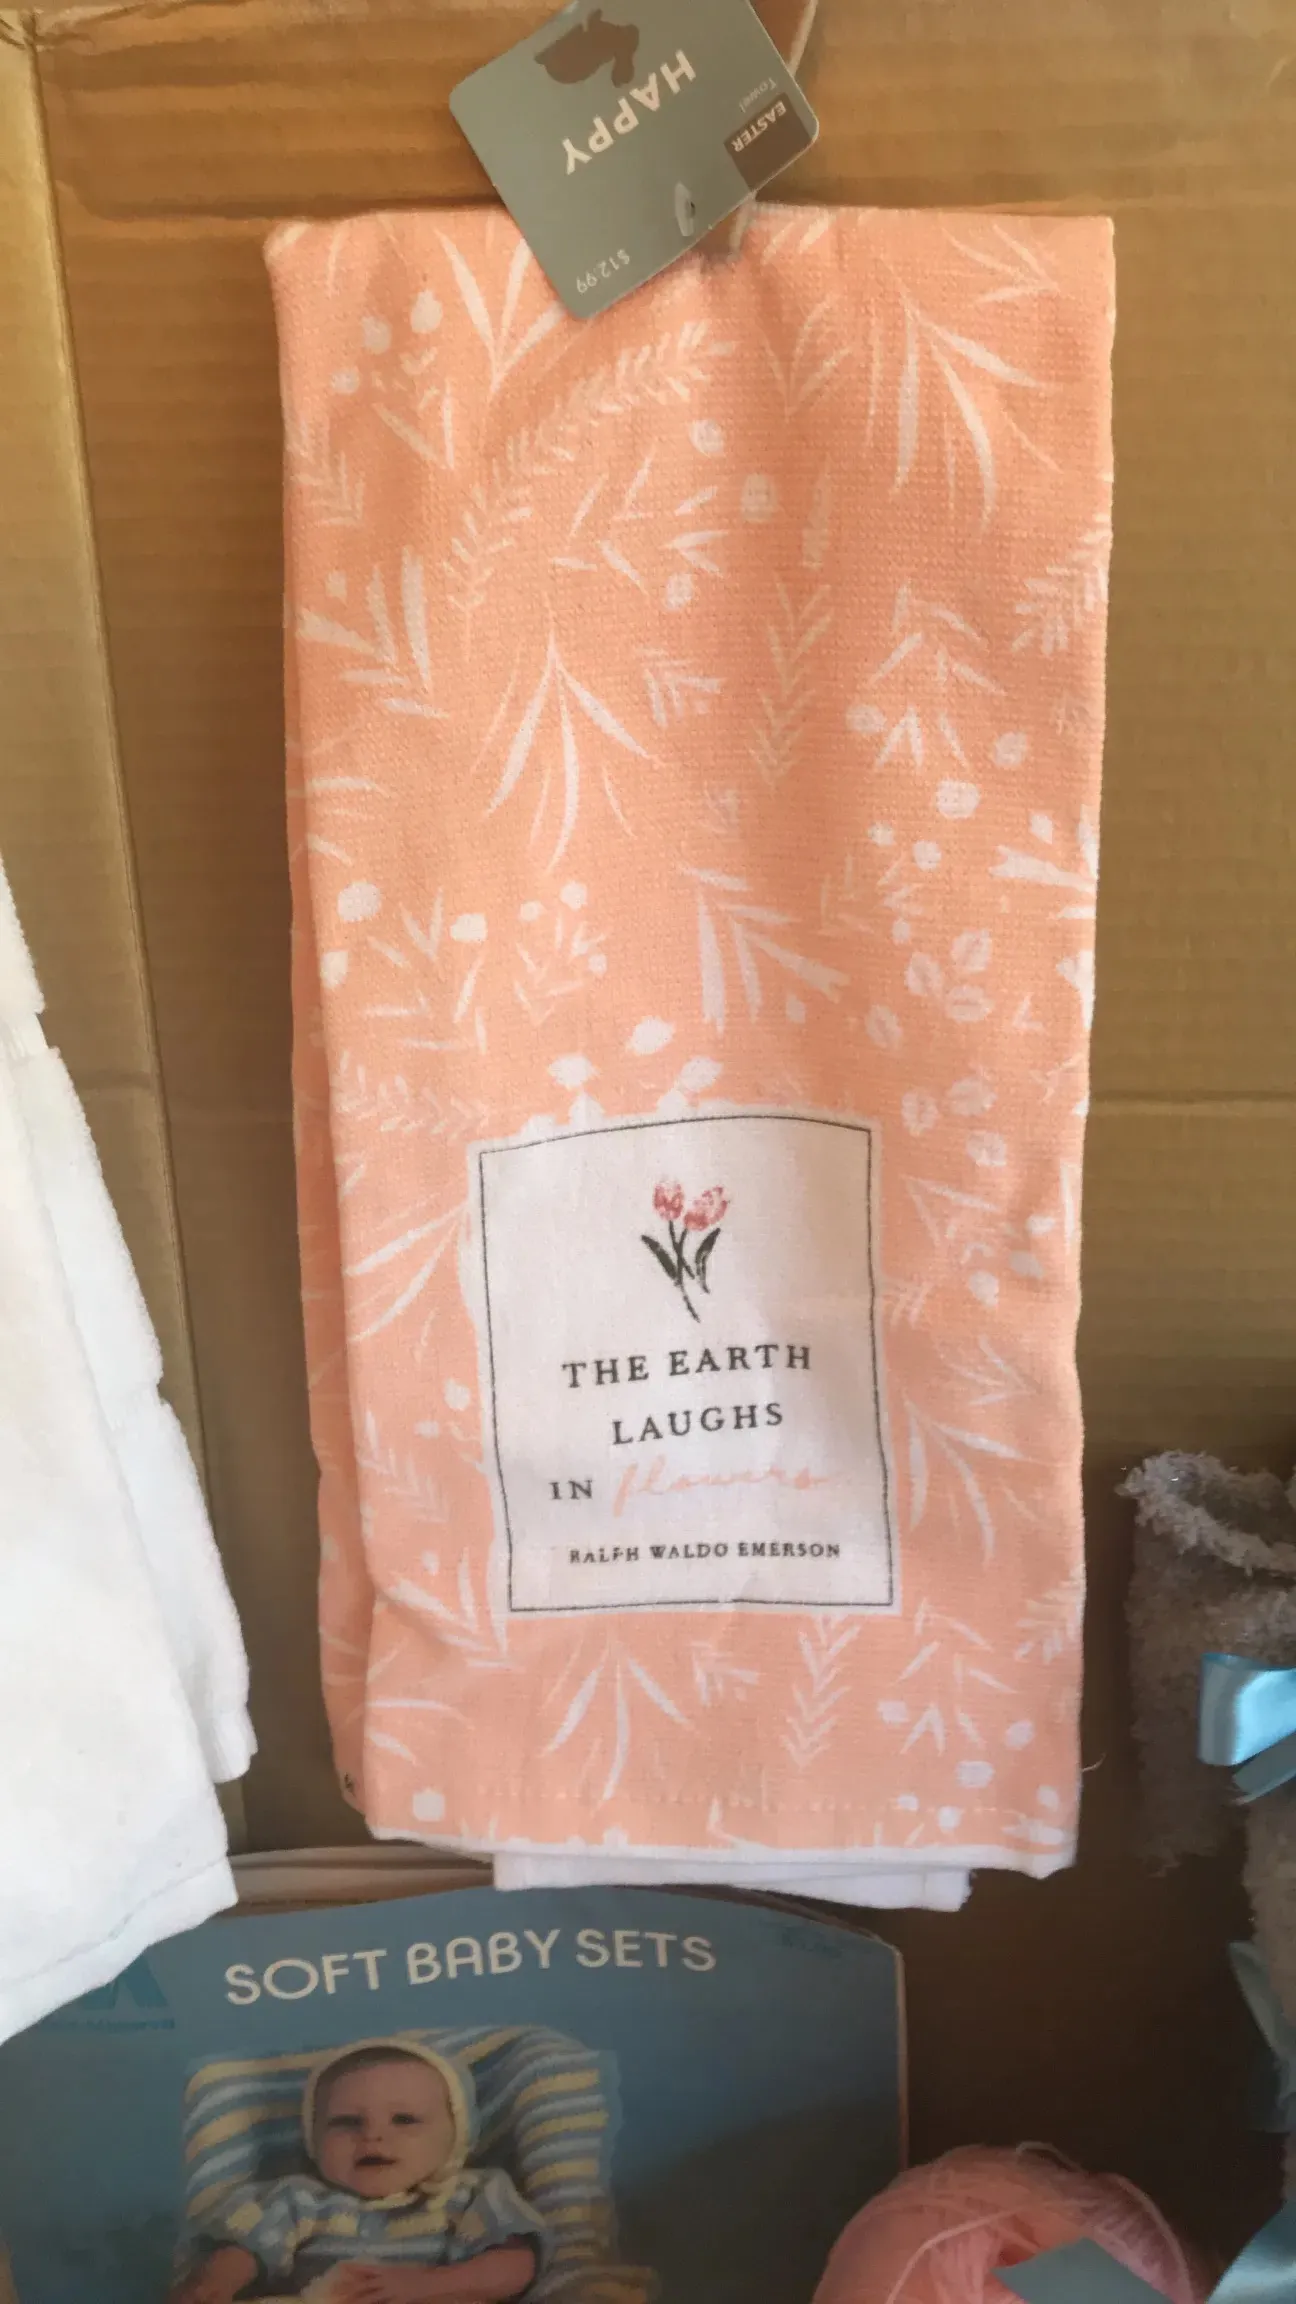 HAPPY
EASTER
Towel
$12.99
THE EARTH
LAUGHS
IN flowers
RALPH WALDO EMERSON
SOFT BABY SETS